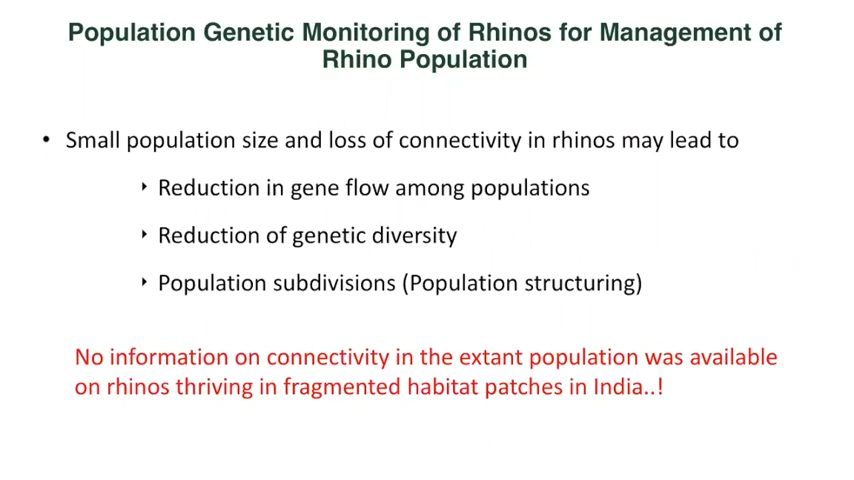 Population Genetic Monitoring of Rhinos for Management of
Rhino Population
• Small population size and loss of connectivity in rhinos may lead to
‣ Reduction in gene flow among populations
‣ Reduction of genetic diversity
‣ Population subdivisions (Population structuring)
No information on connectivity in the extant population was available
on rhinos thriving in fragmented habitat patches in India..!